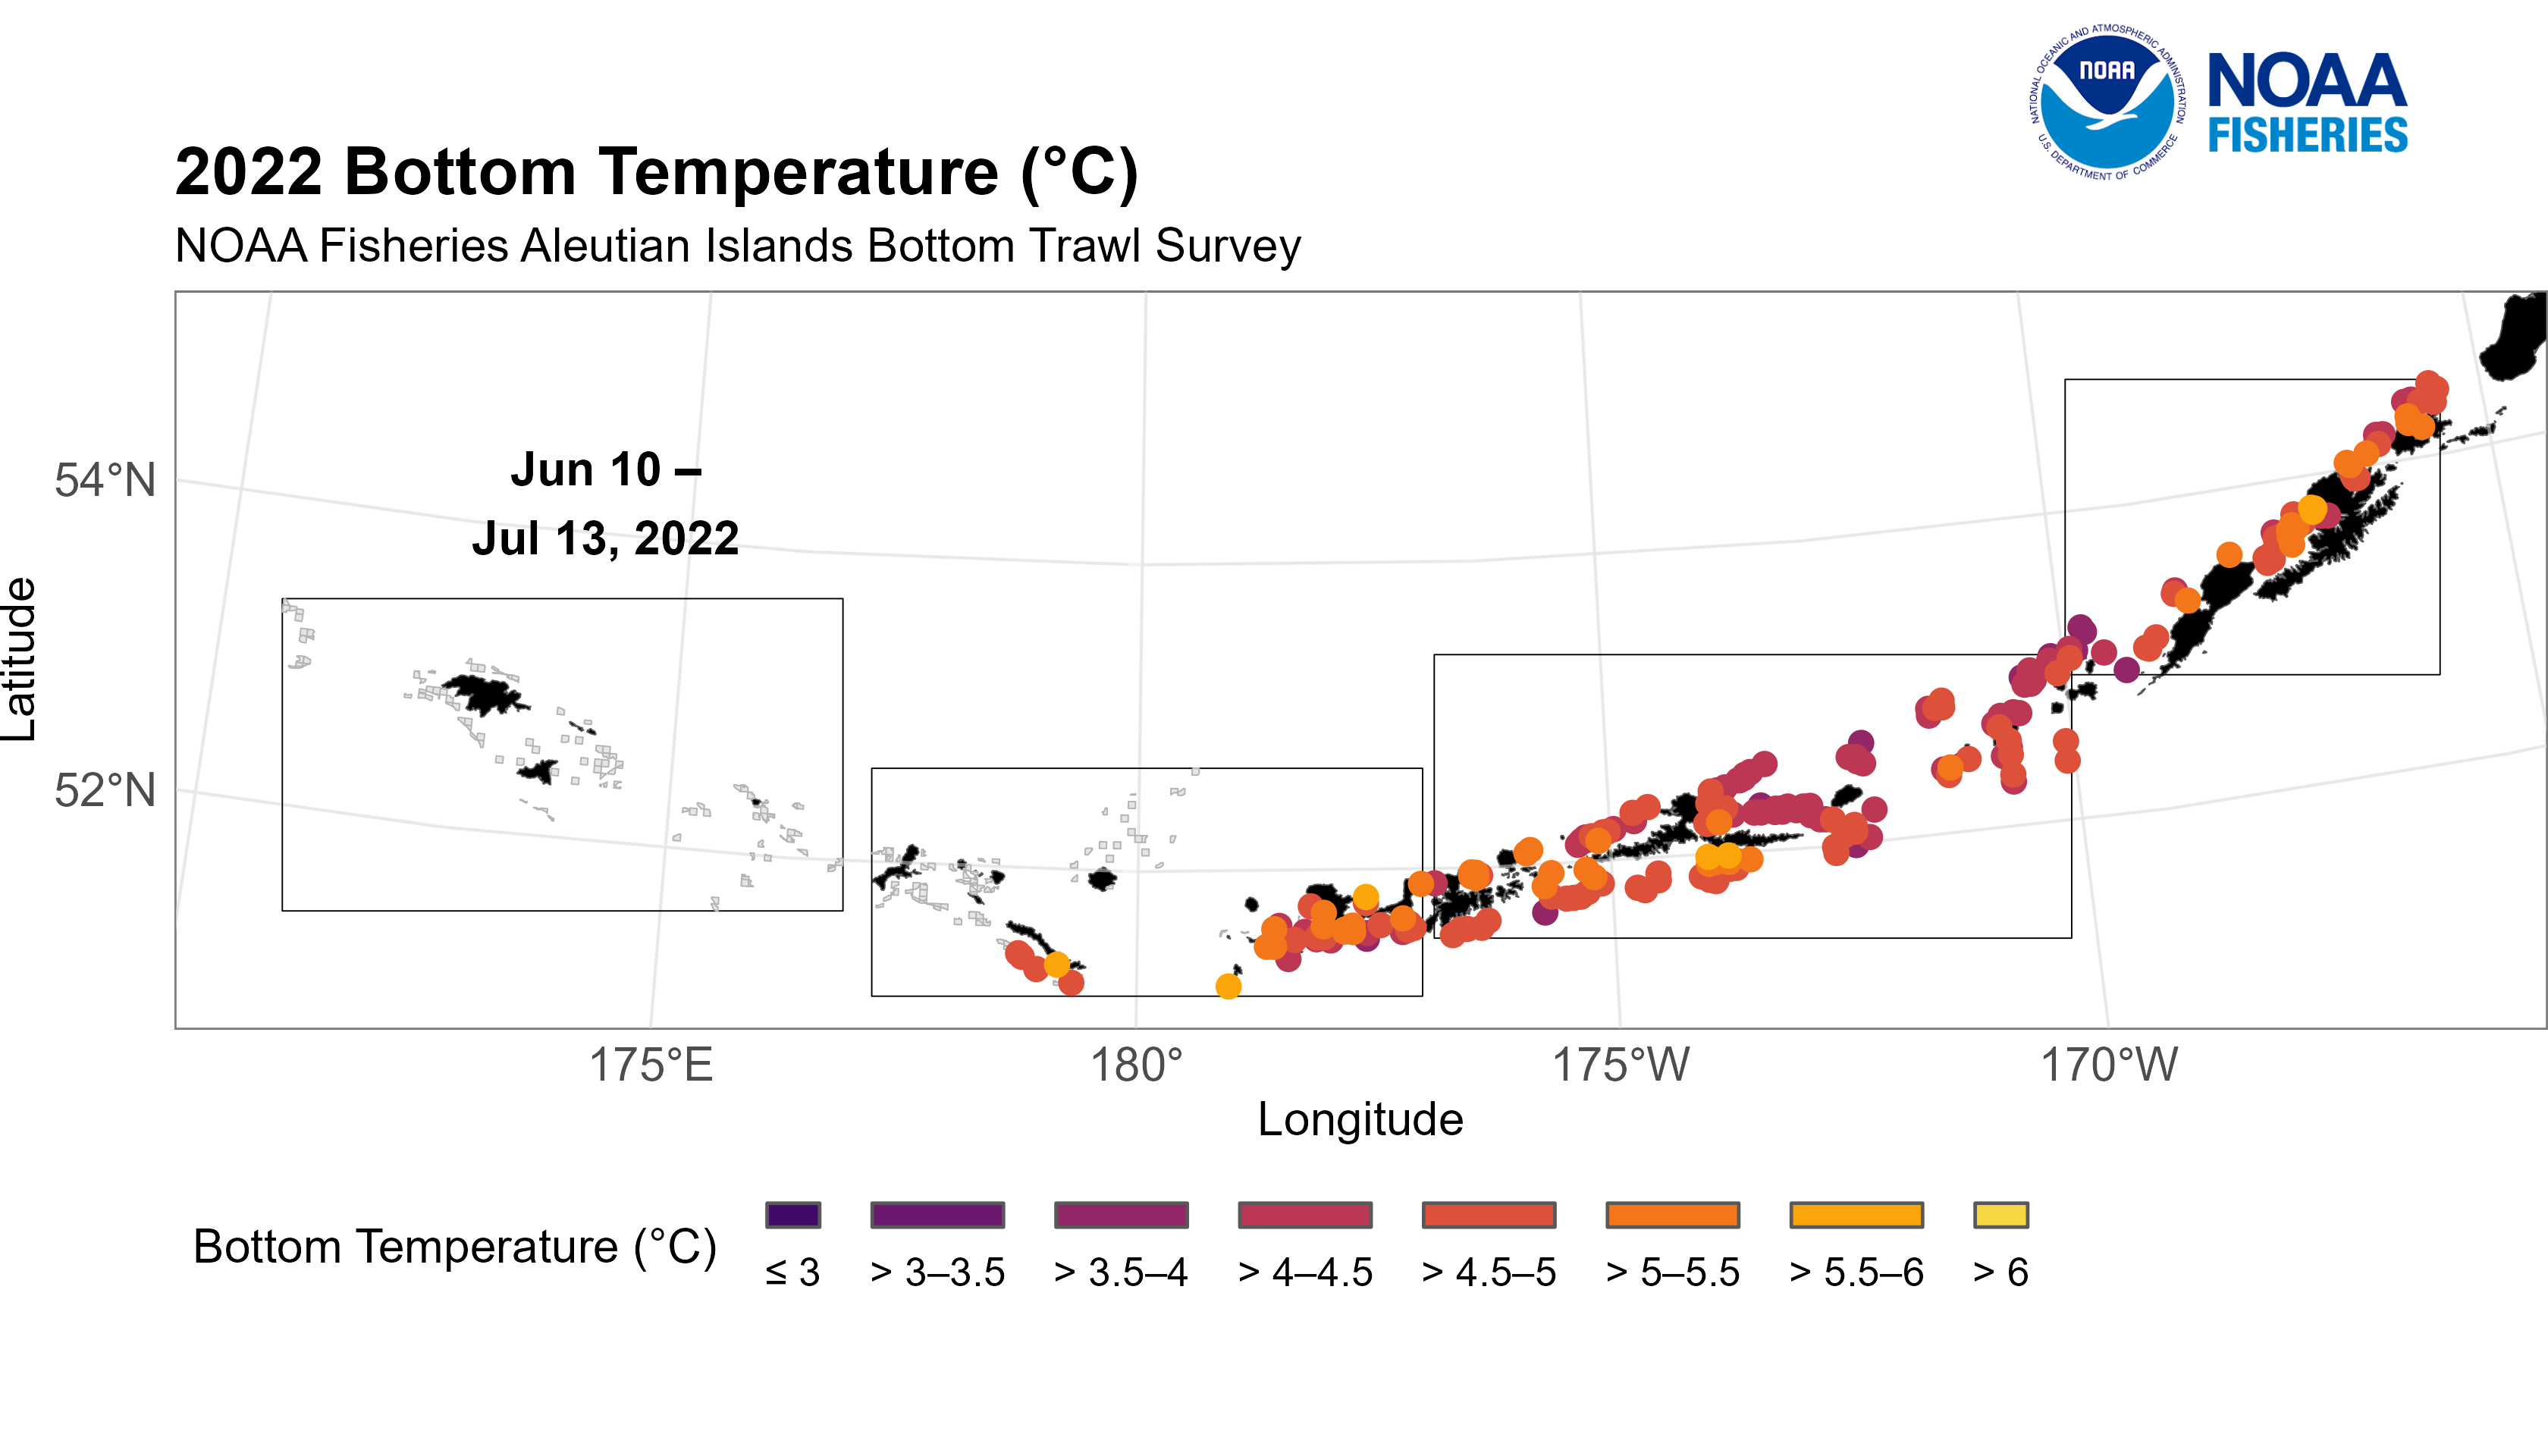 NATIONAL OCEANIC AND ATMOSPHERIC ADMINISTRATION
U.S. DEPARTMENT OF COMMERCE
NOAA
NOAA
FISHERIES
2022 Bottom Temperature (°C)
NOAA Fisheries Aleutian Islands Bottom Trawl Survey
Jun 10 –
Jul 13, 2022
54°N
52°N
Latitude
175°E 180° 175°W 170°W
Longitude
Bottom Temperature (°C)
≤ 3 > 3–3.5 > 3.5–4 > 4–4.5 > 4.5–5 > 5–5.5 > 5.5–6 > 6